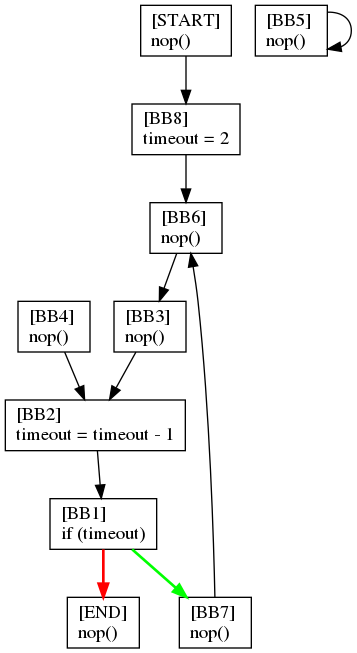 [START]
nop()
[BB5]
nop()
[BB8]
timeout = 2
[BB6]
nop()
[BB4]
nop()
[BB3]
nop()
[BB2]
timeout = timeout - 1
[BB1]
if (timeout)
[END]
nop()
[BB7]
nop()